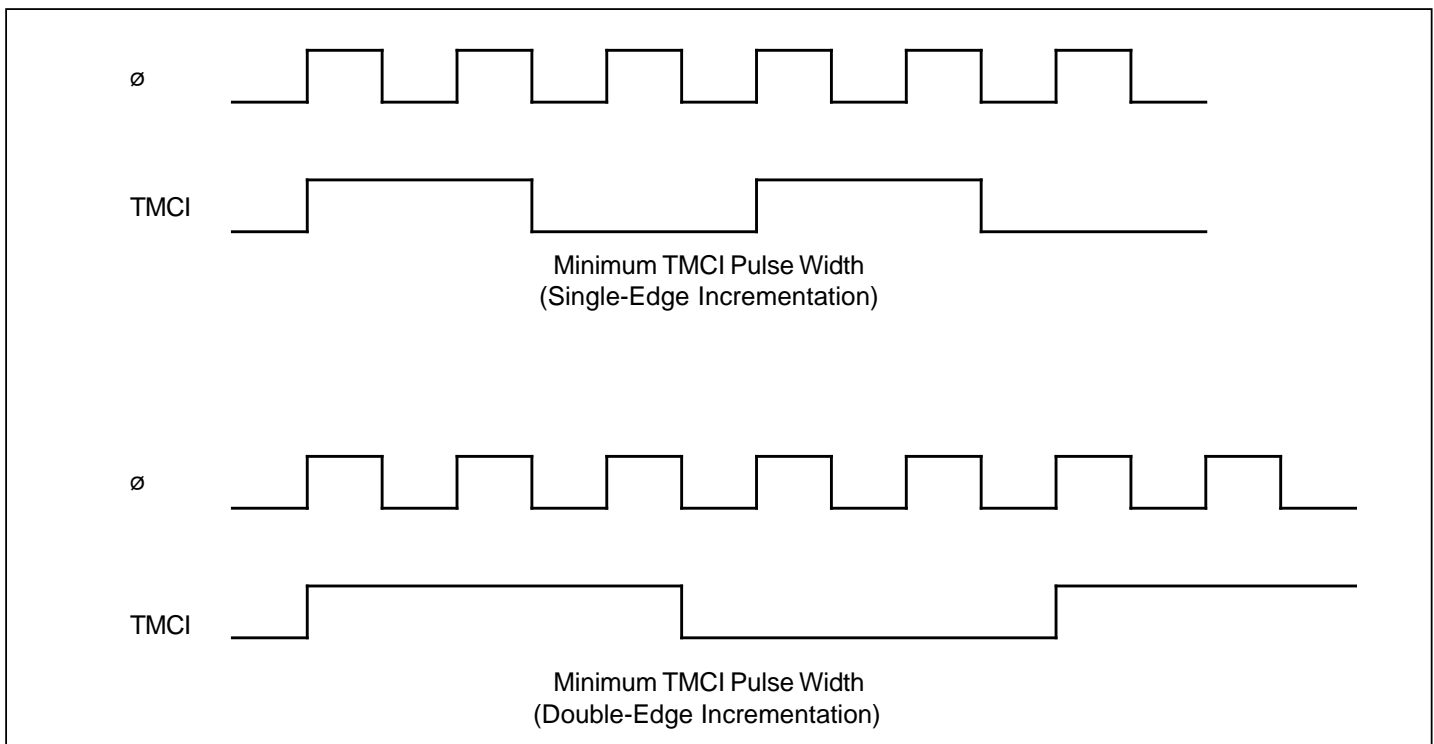 ø
TMCI
Minimum TMCI Pulse Width
(Single-Edge Incrementation)
ø
TMCI
Minimum TMCI Pulse Width
(Double-Edge Incrementation)